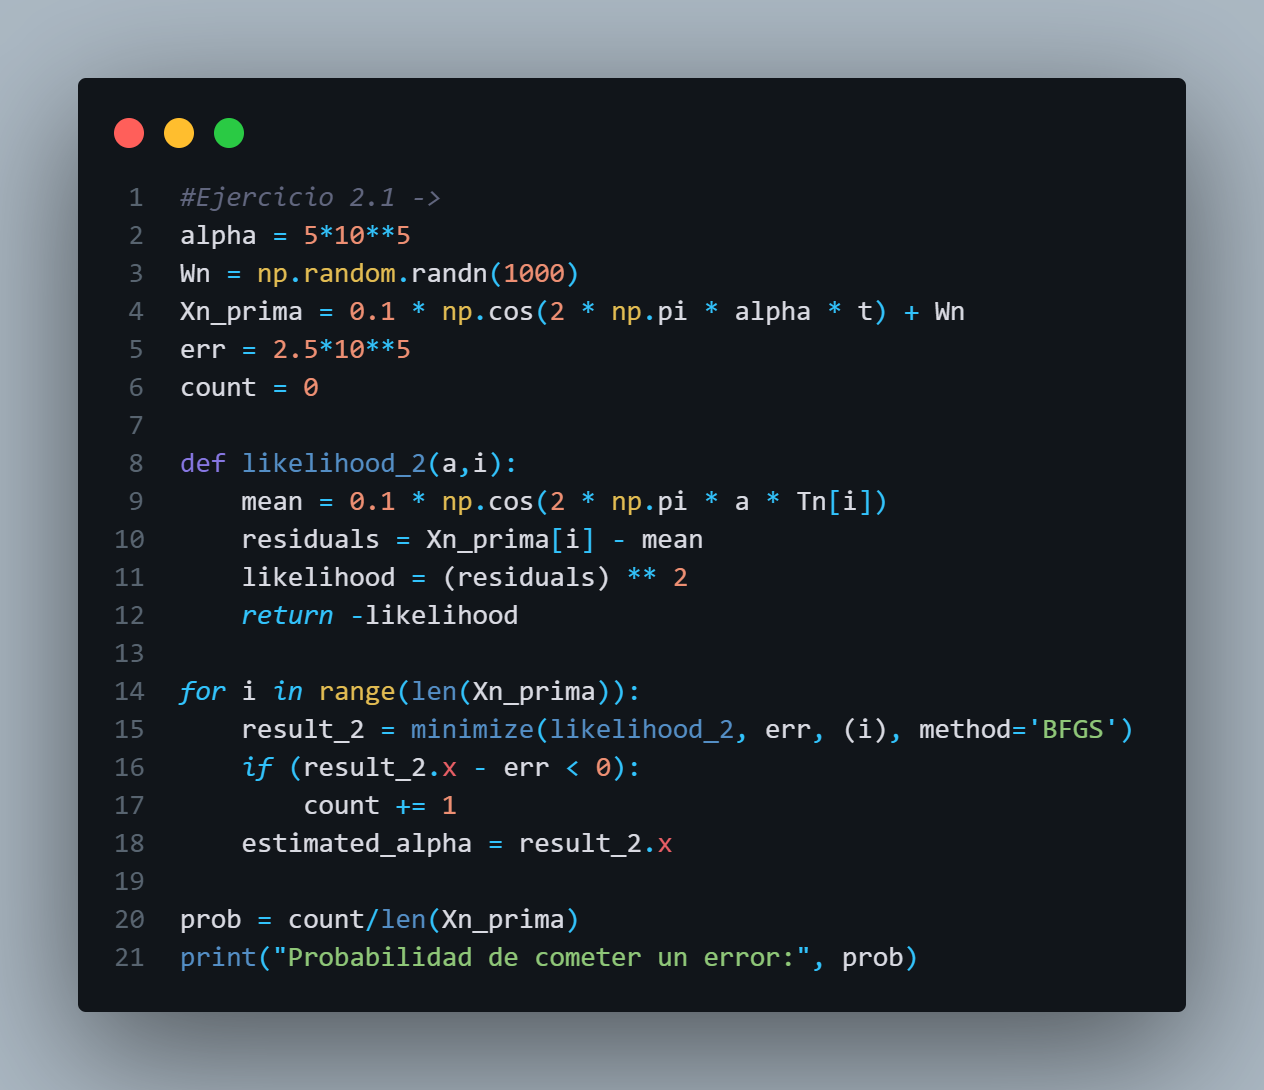 1 #Ejercicio 2.1 ->
2 alpha = 5*10**5
3 Wn = np.random.randn(1000)
4 Xn_prima = 0.1 * np.cos(2 * np.pi * alpha * t) + Wn
5 err = 2.5*10**5
6 count = 0
7
8 def likelihood_2(a,i):
9     mean = 0.1 * np.cos(2 * np.pi * a * Tn[i])
10     residuals = Xn_prima[i] - mean
11     likelihood = (residuals) ** 2
12     return -likelihood
13
14 for i in range(len(Xn_prima)):
15     result_2 = minimize(likelihood_2, err, (i), method='BFGS')
16     if (result_2.x - err < 0):
17         count += 1
18     estimated_alpha = result_2.x
19
20 prob = count/len(Xn_prima)
21 print("Probabilidad de cometer un error:", prob)